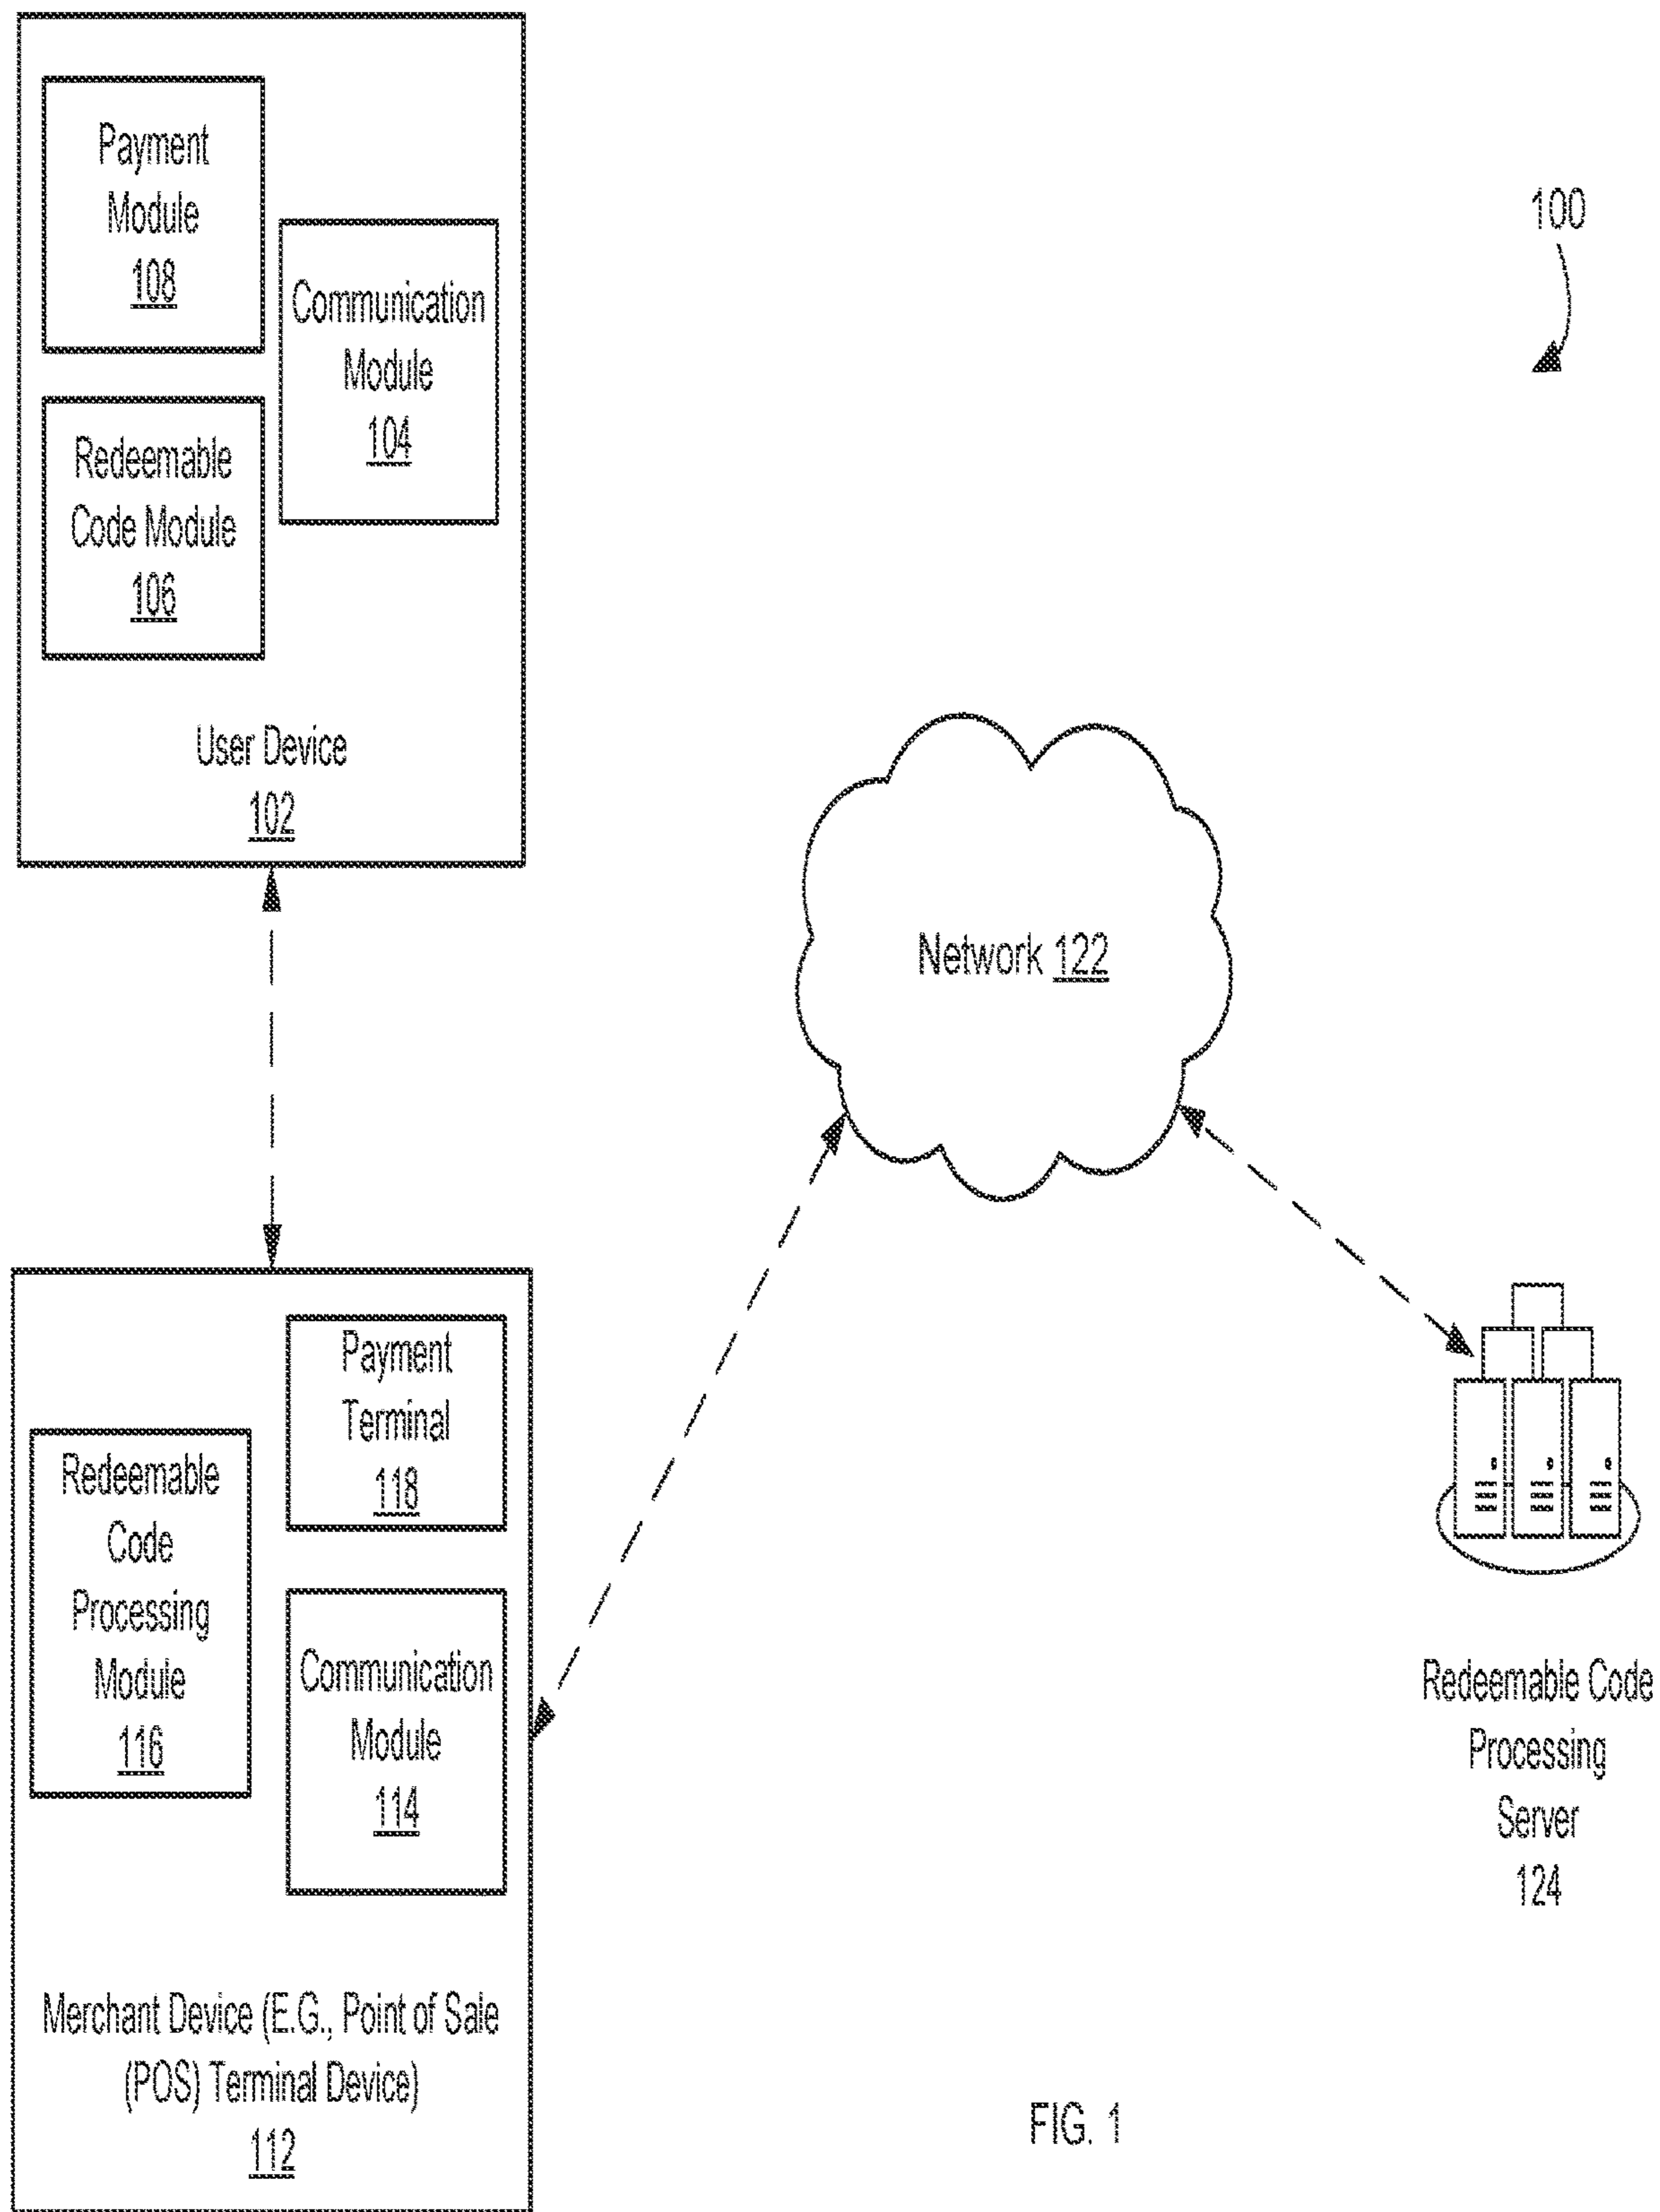 Payment
Module
108
Communication
Module
104
Redeemable
Code Module
106
User Device
102
100
Network 122
Payment
Terminal
118
Redeemable
Code
Processing
Module
116
Communication
Module
114
Merchant Device (E.G., Point of Sale
(POS) Terminal Device)
112
Redeemable Code
Processing
Server
124
FIG. 1